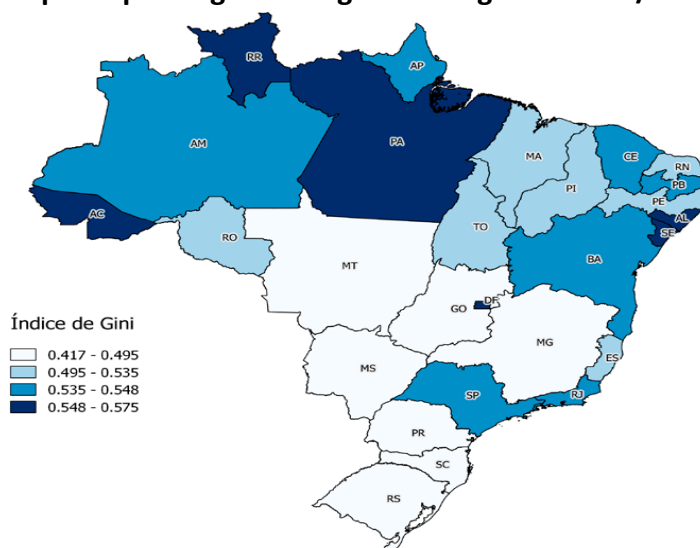 RR
AP
AM
PA
MA
CE
RN
PB
PI
PE
AC
AL
SE
TO
RO
BA
MT
DF
GO
MG
ES
MS
SP
RJ
PR
SC
RS
Índice de Gini
0.417 - 0.495
0.495 - 0.535
0.535 - 0.548
0.548 - 0.575